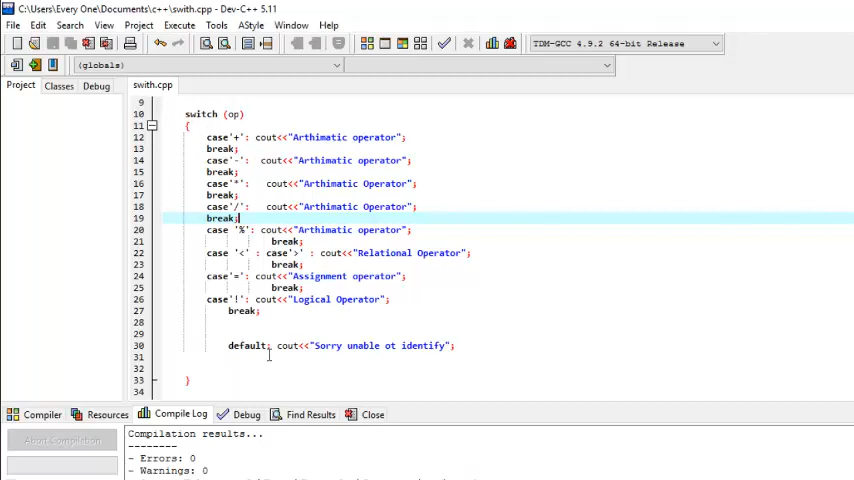 C:\Users\Every One\Documents\c++\swith.cpp - Dev-C++ 5.11
File Edit Search View Project Execute Tools AStyle Window Help
TDM-GCC 4.9.2 64-bit Release
(globals)
Project Classes Debug swith.cpp
9
10 switch (op)
11 {
12 case'+': cout<<"Arthimatic operator";
13 break;
14 case'-': cout<<"Arthimatic operator";
15 break;
16 case'*': cout<<"Arthimatic Operator";
17 break;
18 case'/': cout<<"Arthimatic Operator";
19 break;
20 case '%': cout<<"Arthimatic operator";
21 break;
22 case '<' : case'>' : cout<<"Relational Operator";
23 break;
24 case'=': cout<<"Assignment operator";
25 break;
26 case'!': cout<<"Logical Operator";
27 break;
28
29
30 default: cout<<"Sorry unable ot identify";
31
32
33 }
34
Compiler Resources Compile Log Debug Find Results Close
Abort Compilation
Compilation results...
--------
- Errors: 0
- Warnings: 0